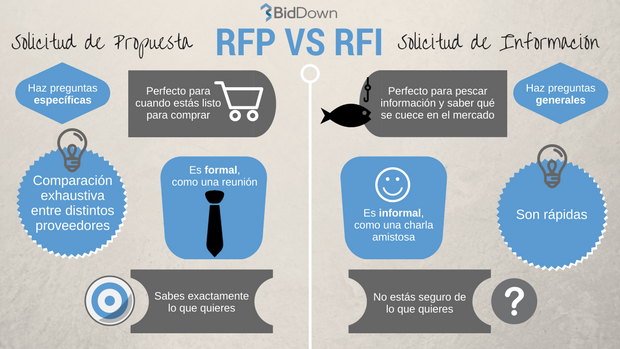 BidDown
Solicitud de Propuesta
RFP VS RFI
Solicitud de Información
Haz preguntas
específicas
Perfecto para
cuando estás listo
para comprar
Comparación
exhaustiva
entre distintos
proveedores
Es formal,
como una reunión
Sabes exactamente
lo que quieres
Perfecto para pescar
información y saber qué
se cuece en el mercado
Haz preguntas
generales
Es informal,
como una charla
amistosa
Son rápidas
No estás seguro de
lo que quieres
?